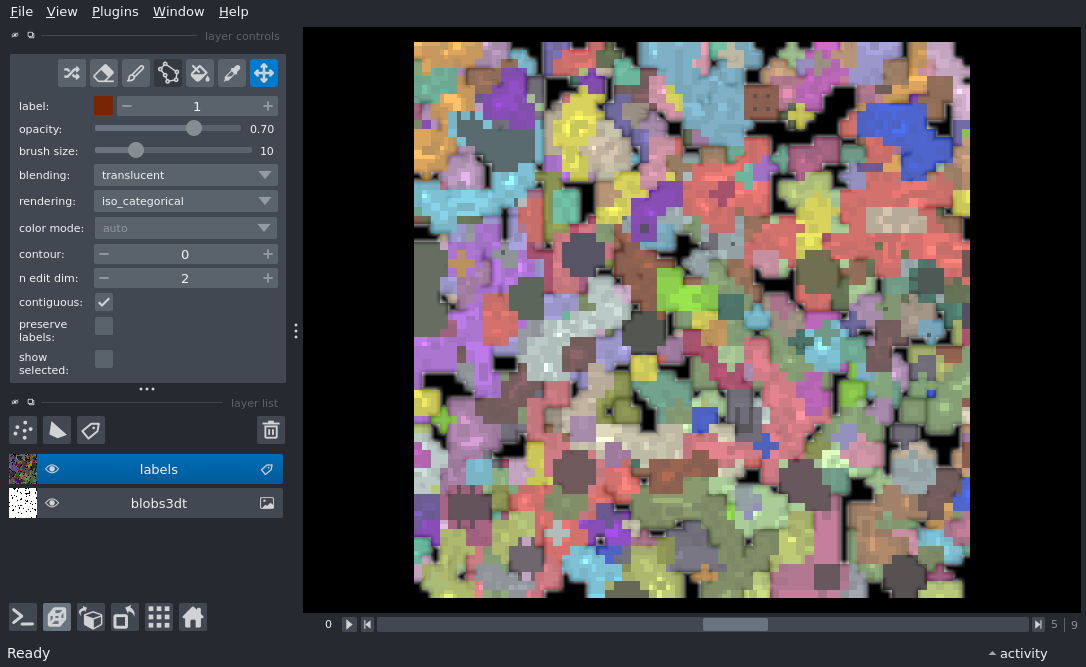 File View Plugins Window Help
layer controls
label: 1
opacity: 0.70
brush size: 10
blending: translucent
rendering: iso_categorical
color mode: auto
contour: 0
n edit dim: 2
contiguous:
preserve
labels:
show
selected:
layer list
labels
blobs3dt
0 5 9
Ready activity